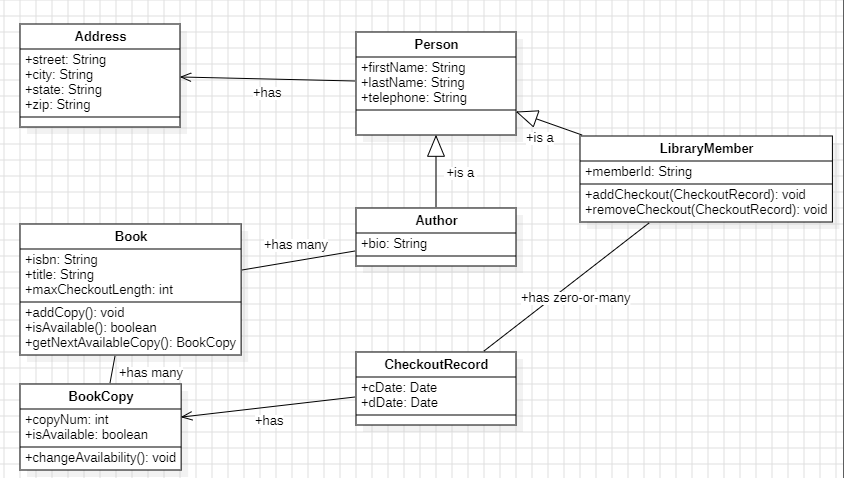 Address
+street: String
+city: String
+state: String
+zip: String
Person
+firstName: String
+lastName: String
+telephone: String
+has
+is a
LibraryMember
+memberId: String
+addCheckout(CheckoutRecord): void
+removeCheckout(CheckoutRecord): void
+is a
Author
+bio: String
Book
+isbn: String
+title: String
+maxCheckoutLength: int
+addCopy(): void
+isAvailable(): boolean
+getNextAvailableCopy(): BookCopy
+has many
+has zero-or-many
+has many
CheckoutRecord
+cDate: Date
+dDate: Date
BookCopy
+copyNum: int
+isAvailable: boolean
+changeAvailability(): void
+has